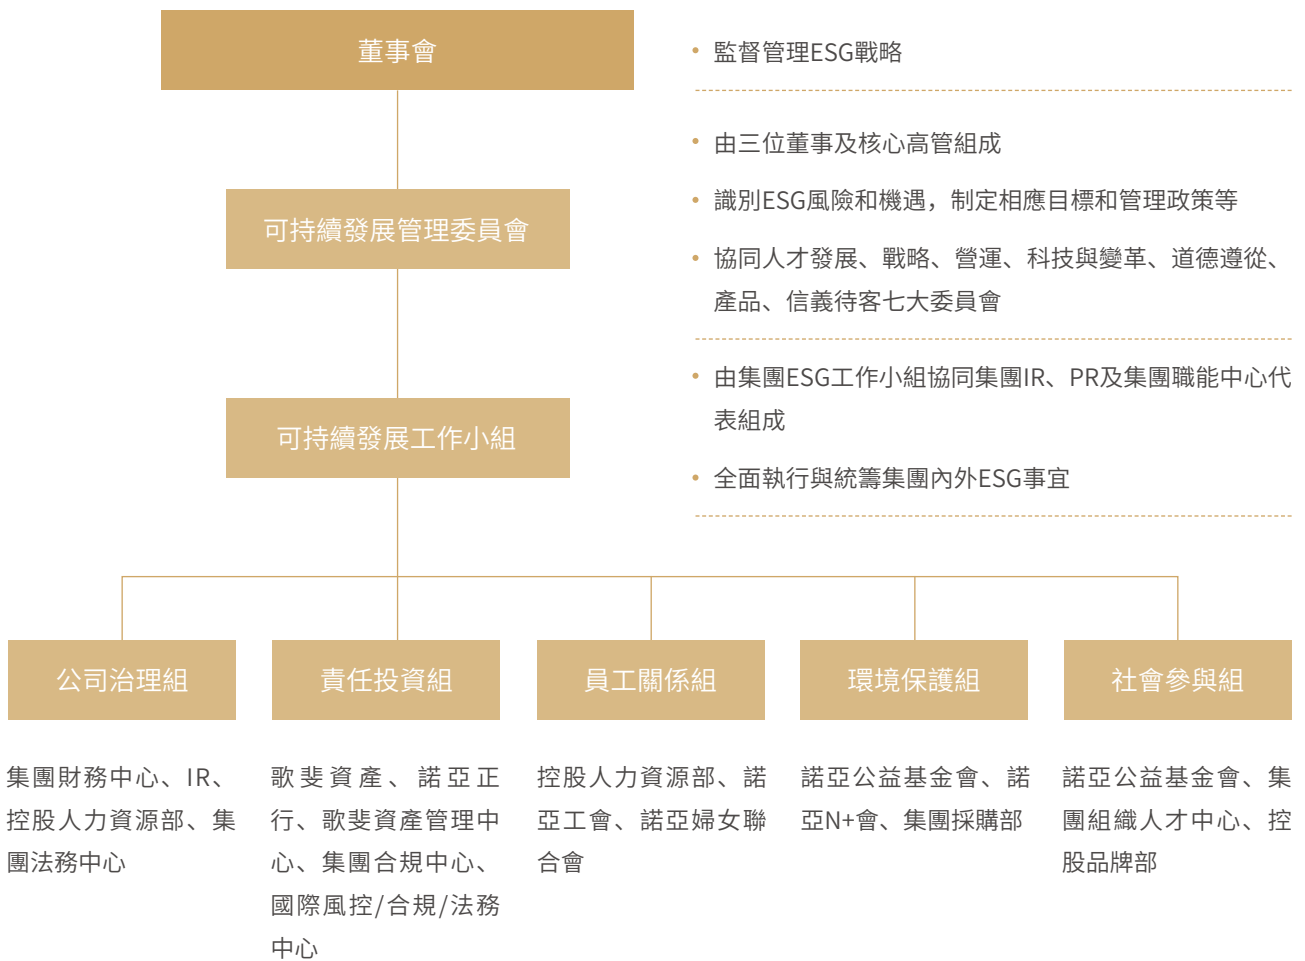 董事會
• 監督管理ESG戰略
可持續發展管理委員會
• 由三位董事及核心高管組成
• 識別ESG風險和機遇，制定相應目標和管理政策等
• 協同人才發展、戰略、營運、科技與變革、道德遵從、
產品、信義待客七大委員會
可持續發展工作小組
• 由集團ESG工作小組協同集團IR、PR及集團職能中心代
表組成
• 全面執行與統籌集團內外ESG事宜
公司治理組
集團財務中心、IR、
控股人力資源部、集
團法務中心
責任投資組
歌斐資產、諾亞正
行、歌斐資產管理中
心、集團合規中心、
國際風控/合規/法務
中心
員工關係組
控股人力資源部、諾
亞工會、諾亞婦女聯
合會
環境保護組
諾亞公益基金會、諾
亞N+會、集團採購部
社會參與組
諾亞公益基金會、集
團組織人才中心、控
股品牌部